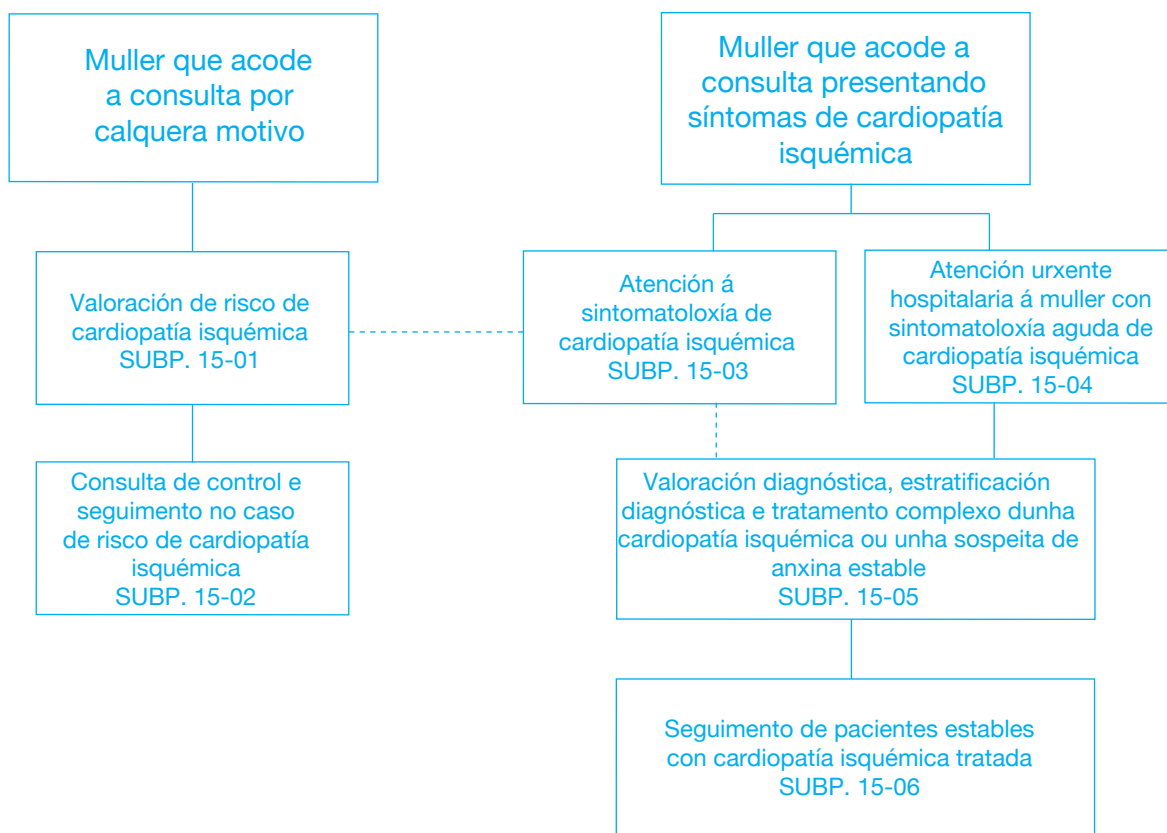 Muller que acode
a consulta por
calquera motivo
Muller que acode a
consulta presentando
síntomas de cardiopatía
isquémica
Valoración de risco de
cardiopatía isquémica
SUBP. 15-01
Atención á
sintomatoloxía de
cardiopatía isquémica
SUBP. 15-03
Atención urxente
hospitalaria á muller con
sintomatoloxía aguda de
cardiopatía isquémica
SUBP. 15-04
Consulta de control e
seguimento no caso
de risco de cardiopatía
isquémica
SUBP. 15-02
Valoración diagnóstica, estratificación
diagnóstica e tratamento complexo dunha
cardiopatía isquémica ou unha sospeita de
anxina estable
SUBP. 15-05
Seguimento de pacientes estables
con cardiopatía isquémica tratada
SUBP. 15-06